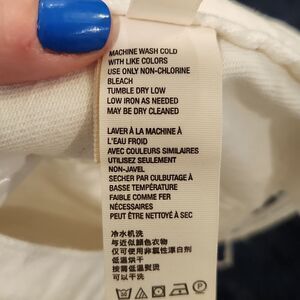 MACHINE WASH COLD
WITH LIKE COLORS
USE ONLY NON-CHLORINE
BLEACH
TUMBLE DRY LOW
LOW IRON AS NEEDED
MAY BE DRY CLEANED
LAVER À LA MACHINE À
L'EAU FROID
AVEC COULEURS SIMILAIRES
UTILISEZ SEULEMENT
NON-JAVEL
SECHER PAR CULBUTAGE À
BASSE TEMPÉRATURE
FAIBLE COMME FER
NÉCESSAIRES
PEUT ÊTRE NETTOYÉ À SEC
冷水机洗
与近似颜色衣物
仅可使用非氯性漂白剂
低温烘干
按需低温熨烫
可干洗